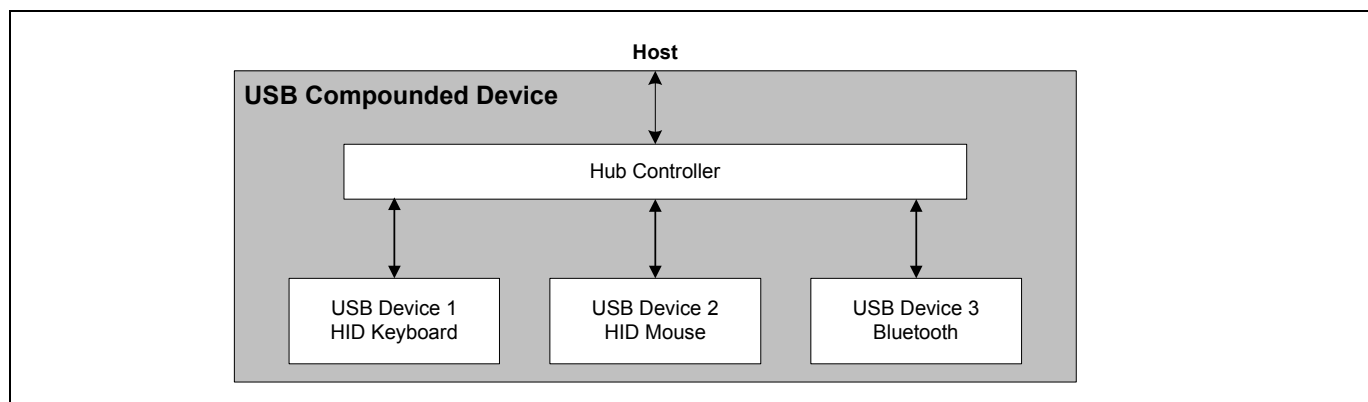 Host
USB Compounded Device
Hub Controller
USB Device 1
HID Keyboard
USB Device 2
HID Mouse
USB Device 3
Bluetooth